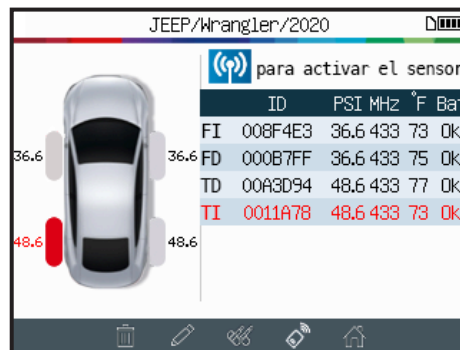 JEEP/Wrangler/2020
para activar el sensor
ID PSI MHz °F Bat
FI 008F4E3 36.6 433 73 Ok
FD 000B7FF 36.6 433 75 Ok
TD 00A3D94 48.6 433 77 Ok
TI 0011A78 48.6 433 73 Ok
36.6 36.6
48.6 48.6